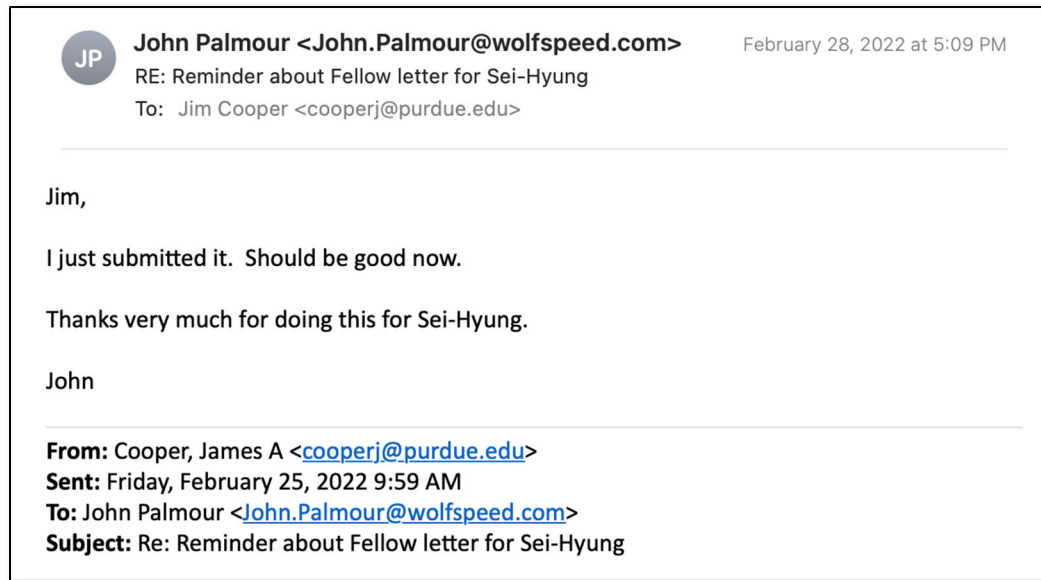 JP
John Palmour <John.Palmour@wolfspeed.com>
February 28, 2022 at 5:09 PM
RE: Reminder about Fellow letter for Sei-Hyung
To: Jim Cooper <cooperj@purdue.edu>
Jim,
I just submitted it.  Should be good now.
Thanks very much for doing this for Sei-Hyung.
John
From: Cooper, James A <cooperj@purdue.edu>
Sent: Friday, February 25, 2022 9:59 AM
To: John Palmour <John.Palmour@wolfspeed.com>
Subject: Re: Reminder about Fellow letter for Sei-Hyung